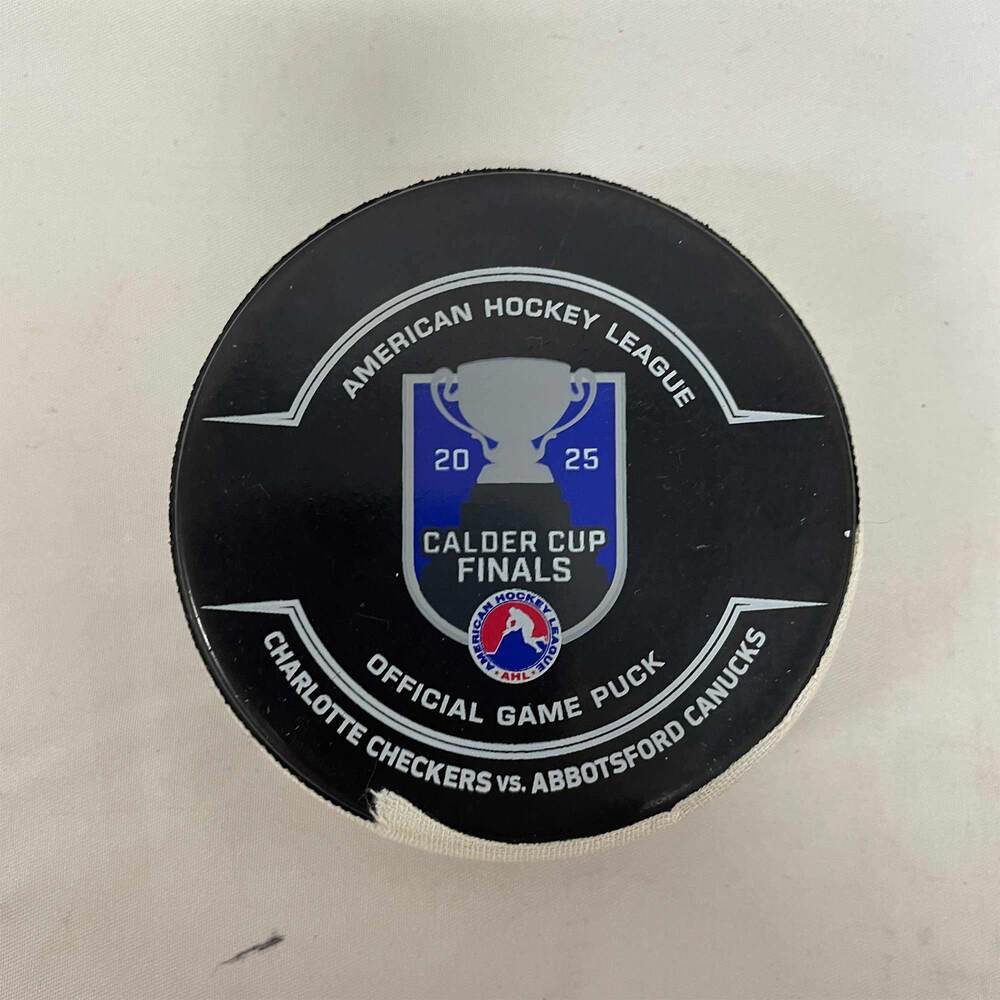 AMERICAN HOCKEY LEAGUE
20 25
CALDER CUP
FINALS
AMERICAN HOCKEY LEAGUE
• AHL •
OFFICIAL GAME PUCK
CHARLOTTE CHECKERS VS. ABBOTSFORD CANUCKS